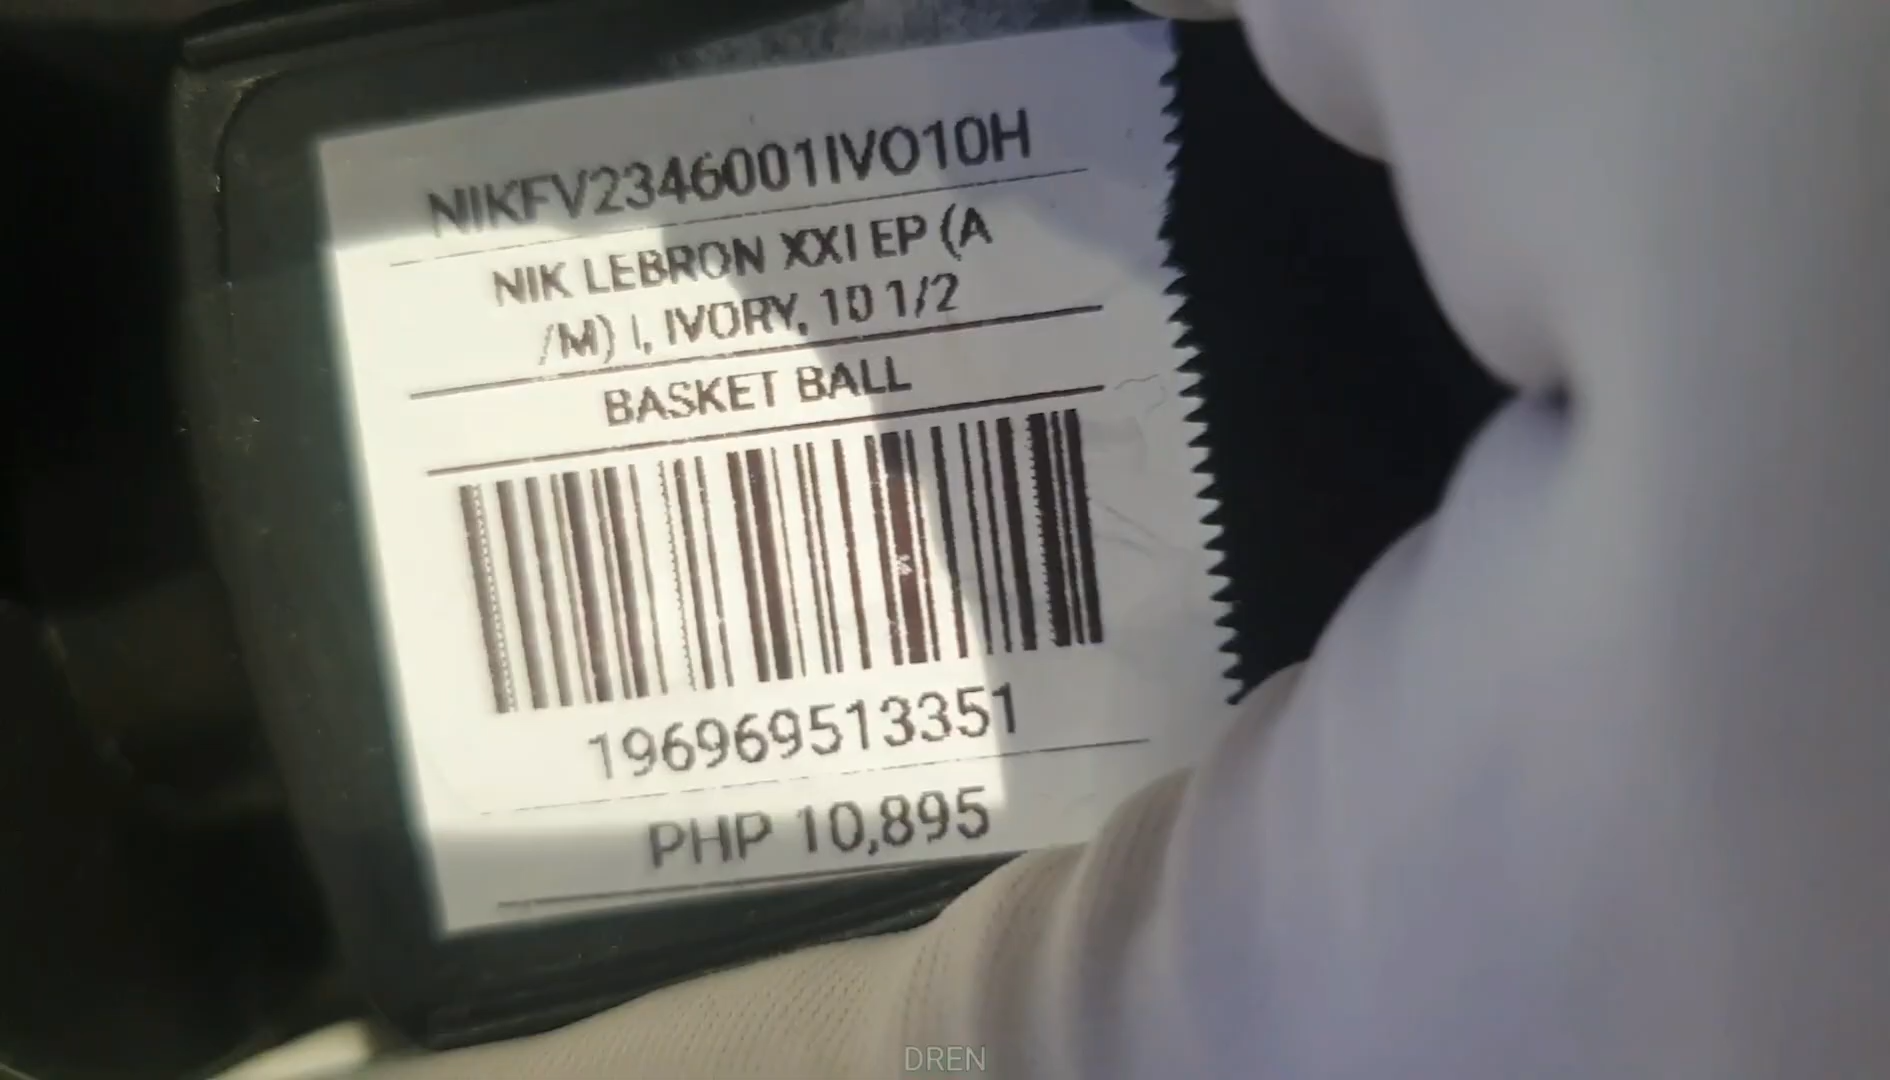 NIKFV2346001IVO10H
NIK LEBRON XXI EP (A
/M) I, IVORY, 10 1/2
BASKET BALL
196969513351
PHP 10,895
DREN